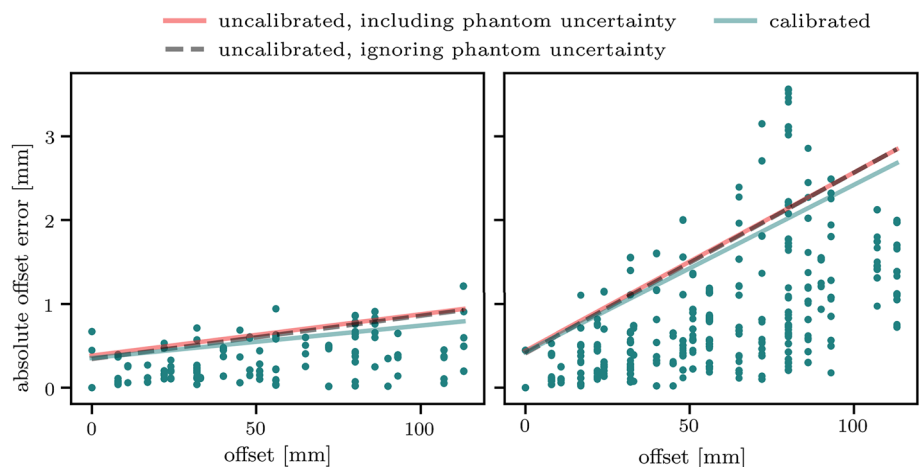 uncalibrated, including phantom uncertainty
calibrated
uncalibrated, ignoring phantom uncertainty
absolute offset error [mm]
3
2
1
0
0
50
100
offset [mm]
0
50
100
offset [mm]